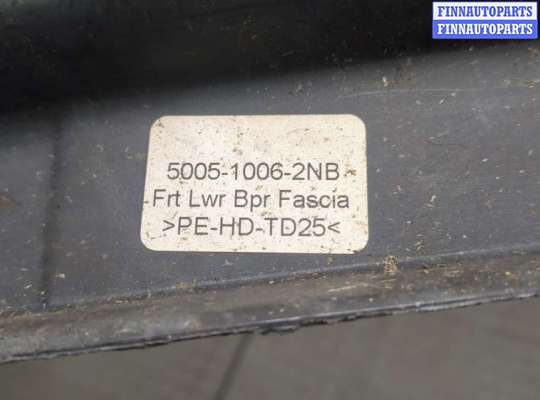 FINNAUTOPARTS
FINNAUTOPARTS
5005-1006-2NB
Frt Lwr Bpr Fascia
>PE-HD-TD25<